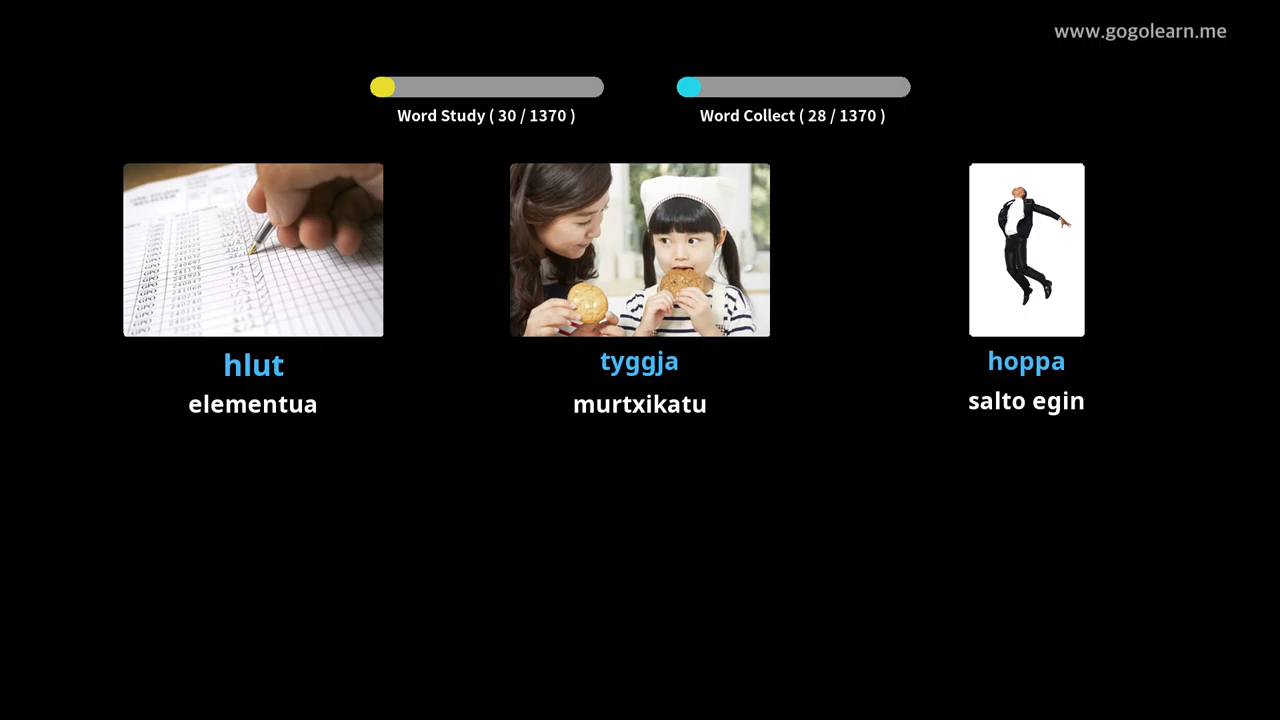 www.gogolearn.me
Word Study ( 30 / 1370 )
Word Collect ( 28 / 1370 )
hlut
tyggja
hoppa
elementua
murtxikatu
salto egin